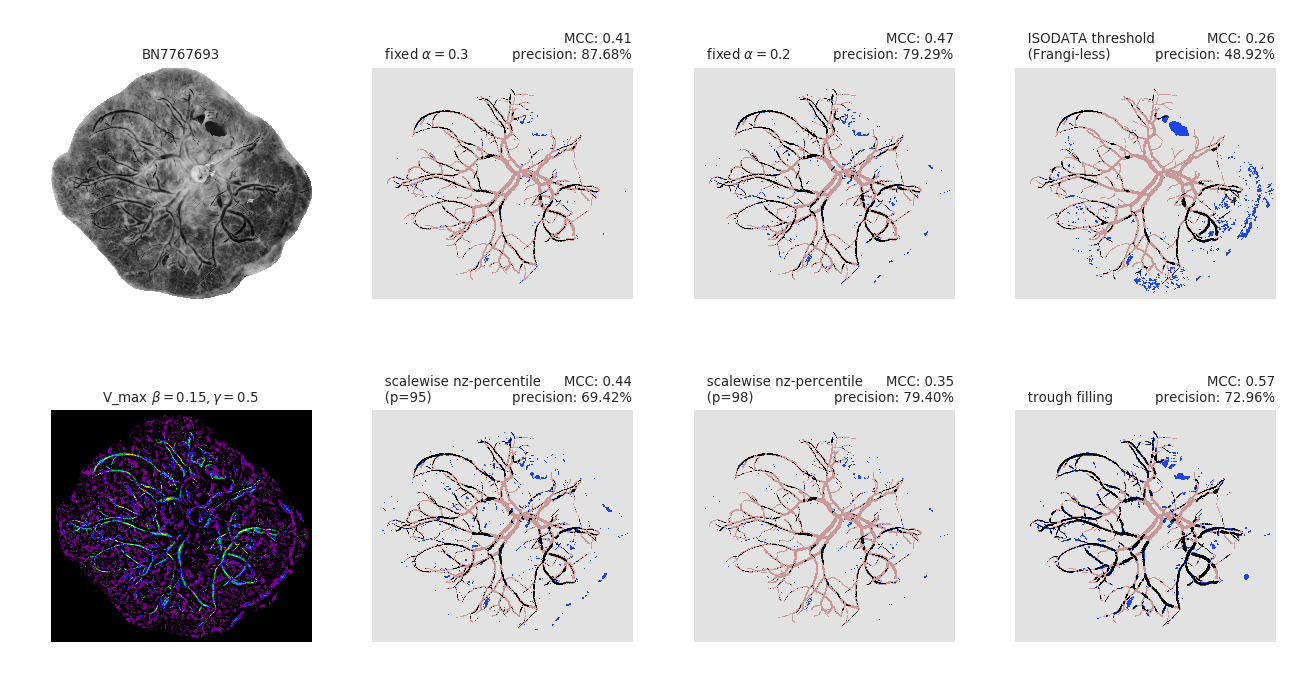 BN7767693
fixed α = 0.3
MCC: 0.41
precision: 87.68%
fixed α = 0.2
MCC: 0.47
precision: 79.29%
ISODATA threshold
(Frangi-less)
MCC: 0.26
precision: 48.92%
V_max β = 0.15, γ = 0.5
scalewise nz-percentile
(p=95)
MCC: 0.44
precision: 69.42%
scalewise nz-percentile
(p=98)
MCC: 0.35
precision: 79.40%
trough filling
MCC: 0.57
precision: 72.96%